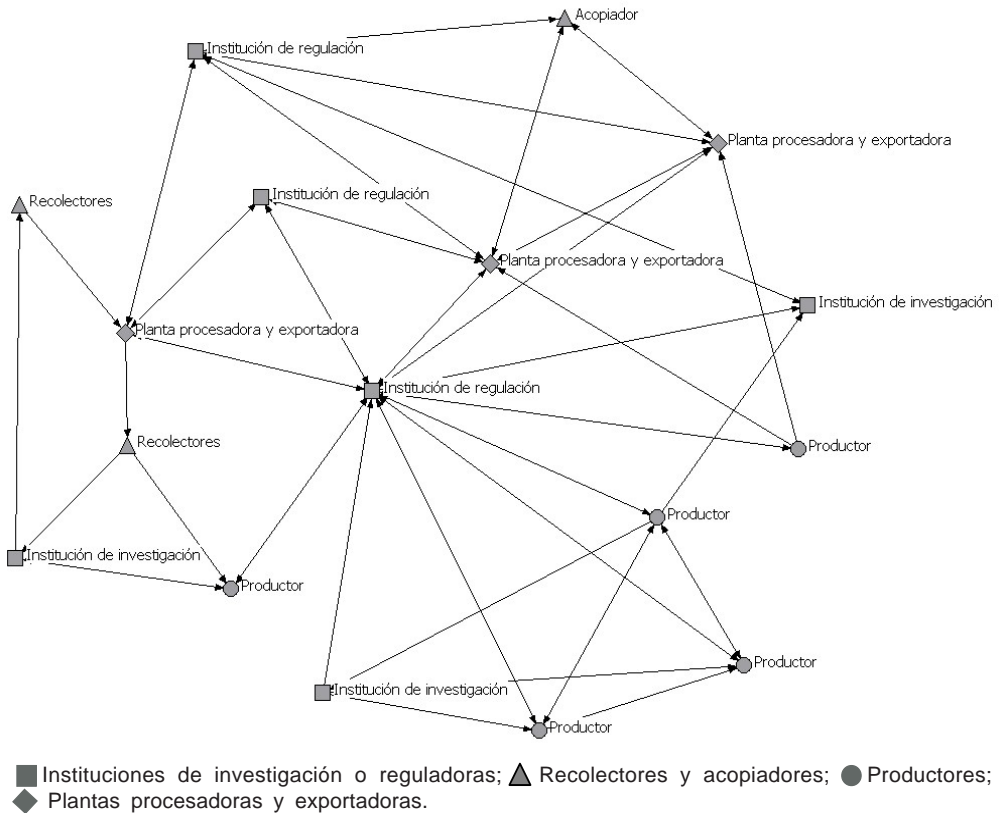 Acopiador
Institución de regulación
Planta procesadora y exportadora
Institución de regulación
Recolectores
Planta procesadora y exportadora
Institución de investigación
Planta procesadora y exportadora
Institución de regulación
Recolectores
Productor
Productor
Institución de investigación
Productor
Productor
Institución de investigación
Productor
Instituciones de investigación o reguladoras; Recolectores y acopiadores; Productores;
Plantas procesadoras y exportadoras.